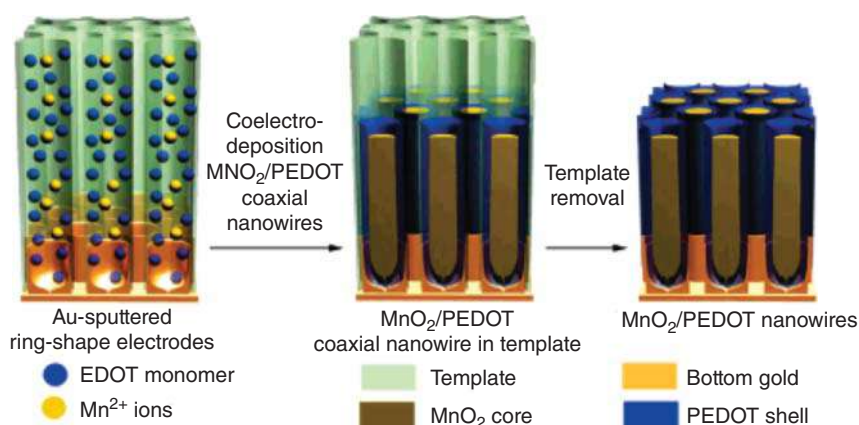 Coelectro-
deposition
MNO₂/PEDOT
coaxial
nanowires
Template
removal
Au-sputtered
ring-shape electrodes
MnO₂/PEDOT
coaxial nanowire in template
MnO₂/PEDOT nanowires
EDOT monomer
Mn²⁺ ions
Template
MnO₂ core
Bottom gold
PEDOT shell